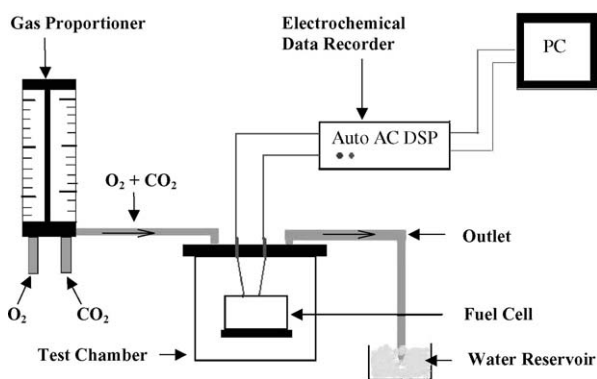 Gas Proportioner
Electrochemical
Data Recorder
PC
Auto AC DSP
O₂ + CO₂
Outlet
O₂
CO₂
Fuel Cell
Test Chamber
Water Reservoir